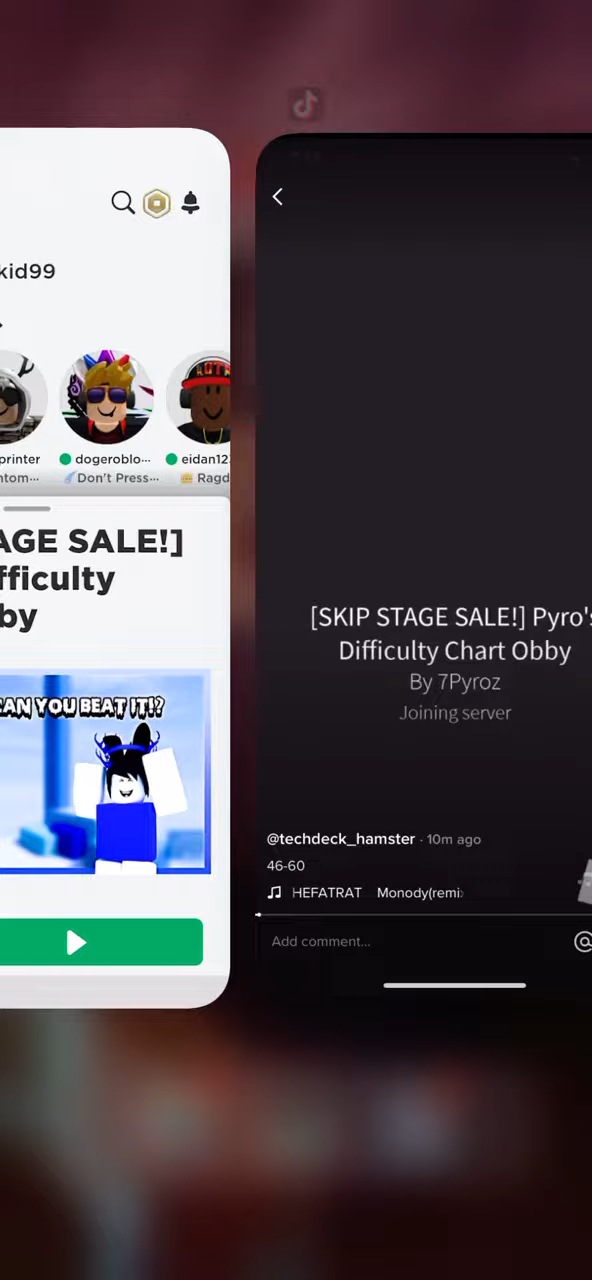 kid99
printer
dogeroblo...
eidan12
ntom...
Don't Press...
Ragd
AGE SALE!]
fficulty
by
CAN YOU BEAT IT!?
[SKIP STAGE SALE!] Pyro's
Difficulty Chart Obby
By 7Pyroz
Joining server
@techdeck_hamster · 10m ago
46-60
HEFATRAT Monody(remi
Add comment...